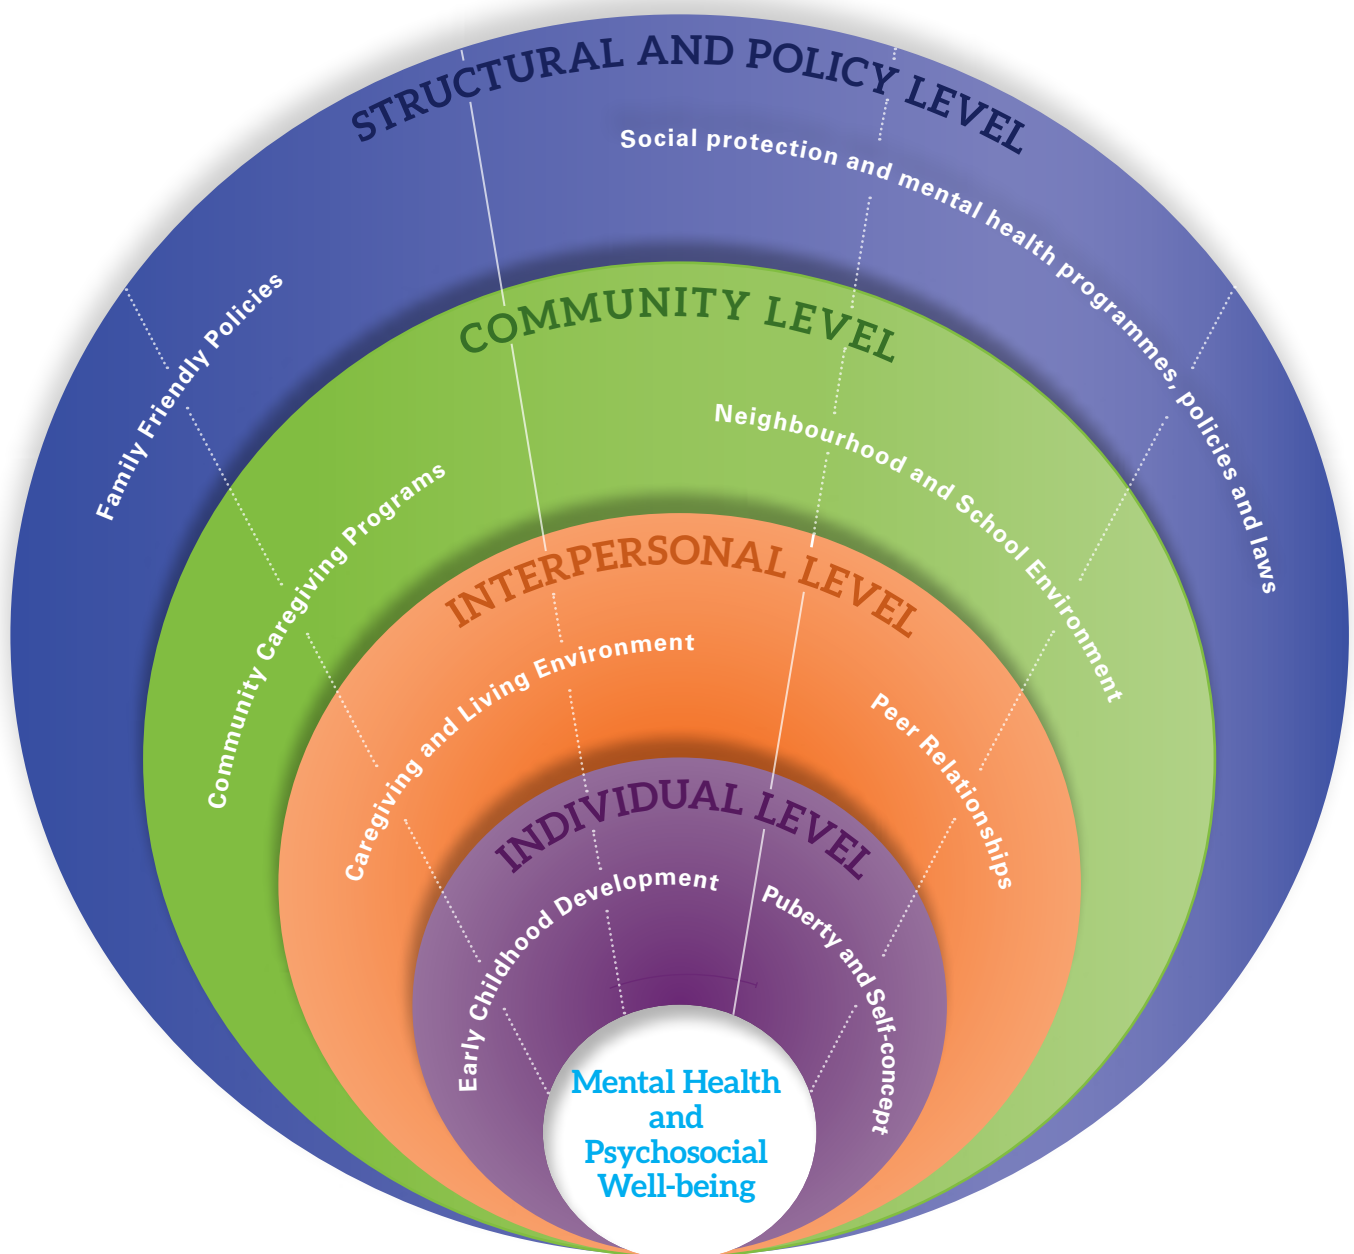 STRUCTURAL AND POLICY LEVEL
Social protection and mental health programmes, policies and laws
Family Friendly Policies
COMMUNITY LEVEL
Neighbourhood and School Environment
Community Caregiving Programs
INTERPERSONAL LEVEL
Caregiving and Living Environment
Peer Relationships
INDIVIDUAL LEVEL
Early Childhood Development
Puberty and Self-concept
Mental Health
and
Psychosocial
Well-being